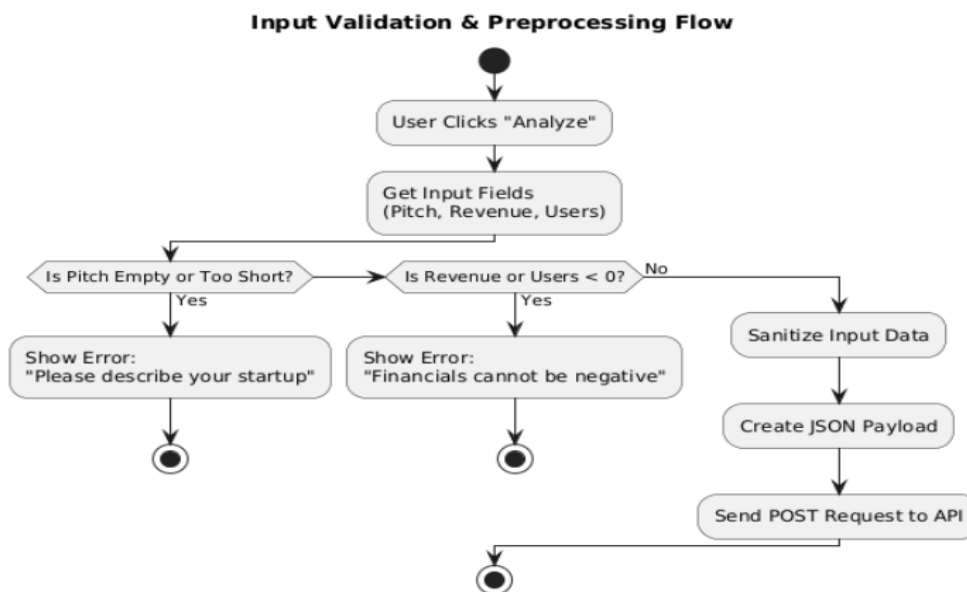 Input Validation & Preprocessing Flow
User Clicks "Analyze"
Get Input Fields
(Pitch, Revenue, Users)
Is Pitch Empty or Too Short?
Is Revenue or Users < 0?
No
Yes
Yes
Show Error:
"Please describe your startup"
Show Error:
"Financials cannot be negative"
Sanitize Input Data
Create JSON Payload
Send POST Request to API